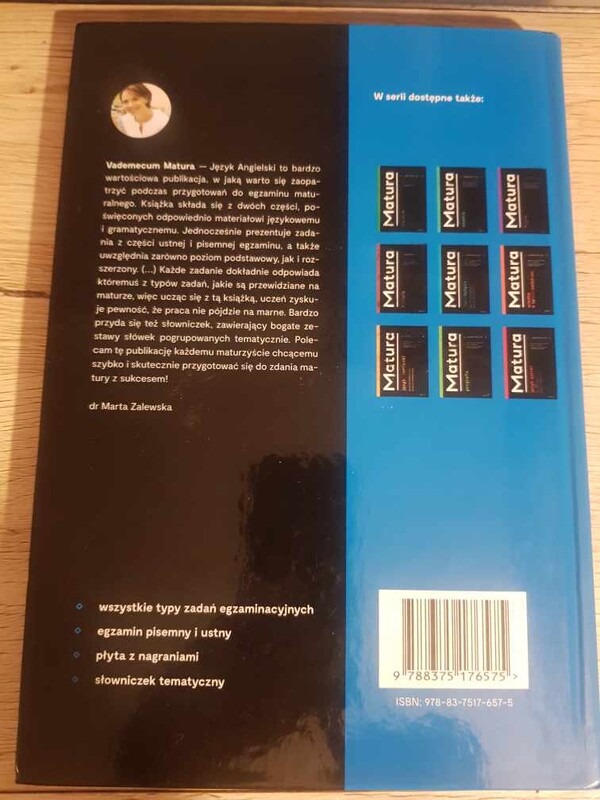 Vademecum Matura — Język Angielski to bardzo
wartościowa publikacja, w jaką warto się zaopa-
trzyć podczas przygotowań do egzaminu matu-
ralnego. Książka składa się z dwóch części, po-
święconych odpowiednio materiałowi językowemu
i gramatycznemu. Jednocześnie prezentuje zada-
nia z części ustnej i pisemnej egzaminu, a także
uwzględnia zarówno poziom podstawowy, jak i roz-
szerzony. (...) Każde zadanie dokładnie odpowiada
któremuś z typów zadań, jakie są przewidziane na
maturze, więc ucząc się z tą książką, uczeń zysku-
je pewność, że praca nie pójdzie na marne. Bardzo
przyda się też słowniczek, zawierający bogate ze-
stawy słówek pogrupowanych tematycznie. Pole-
cam tę publikację każdemu maturzyście chcącemu
szybko i skutecznie przygotować się do zdania ma-
tury z sukcesem!
dr Marta Zalewska
wszystkie typy zadań egzaminacyjnych
egzamin pisemny i ustny
płyta z nagraniami
słowniczek tematyczny
W serii dostępne także:
Matura
Matura
Matura
Matura
Matura
Matura
Matura
Matura
Matura
9 788375 176575 >
ISBN: 978-83-7517-657-5